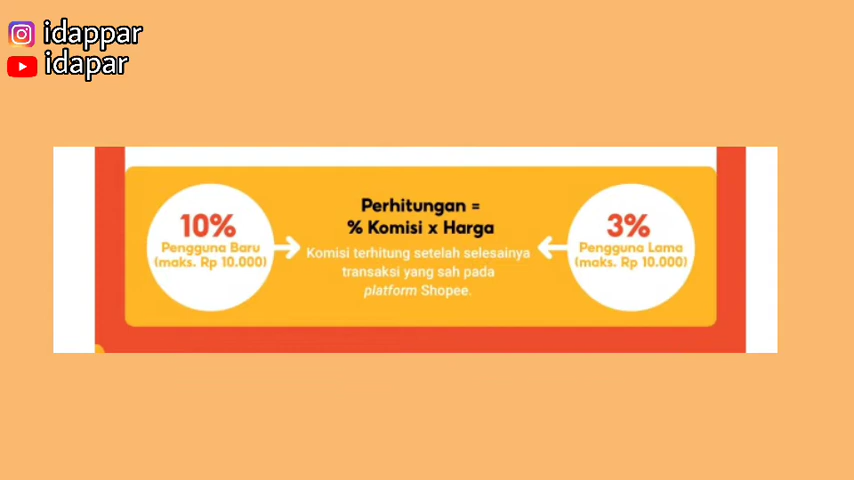 idappar
idapar
10%
Pengguna Baru
(maks. Rp 10.000)
Perhitungan =
% Komisi x Harga
Komisi terhitung setelah selesainya
transaksi yang sah pada
platform Shopee.
3%
Pengguna Lama
(maks. Rp 10.000)